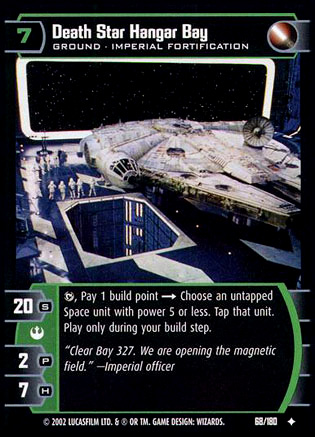 7 Death Star Hangar Bay
GROUND · IMPERIAL FORTIFICATION
20 S
2 P
7 H
, Pay 1 build point → Choose an untapped
Space unit with power 5 or less. Tap that unit.
Play only during your build step.
“Clear Bay 327. We are opening the magnetic
field.” —Imperial officer
© 2002 LUCASFILM LTD. & ® OR TM. GAME DESIGN: WIZARDS. 68/180